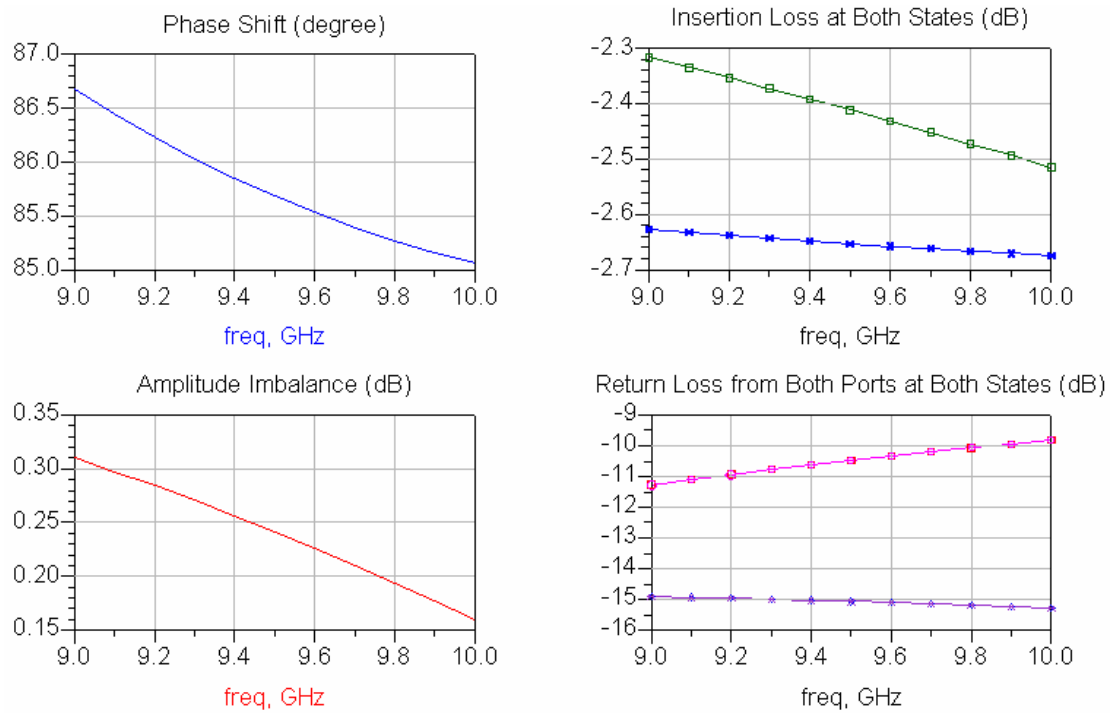 Phase Shift (degree)
87.0
86.5
86.0
85.5
85.0
9.0 9.2 9.4 9.6 9.8 10.0
freq, GHz
Insertion Loss at Both States (dB)
-2.3
-2.4
-2.5
-2.6
-2.7
9.0 9.2 9.4 9.6 9.8 10.0
freq, GHz
Amplitude Imbalance (dB)
0.35
0.30
0.25
0.20
0.15
9.0 9.2 9.4 9.6 9.8 10.0
freq, GHz
Return Loss from Both Ports at Both States (dB)
-9
-10
-11
-12
-13
-14
-15
-16
9.0 9.2 9.4 9.6 9.8 10.0
freq, GHz